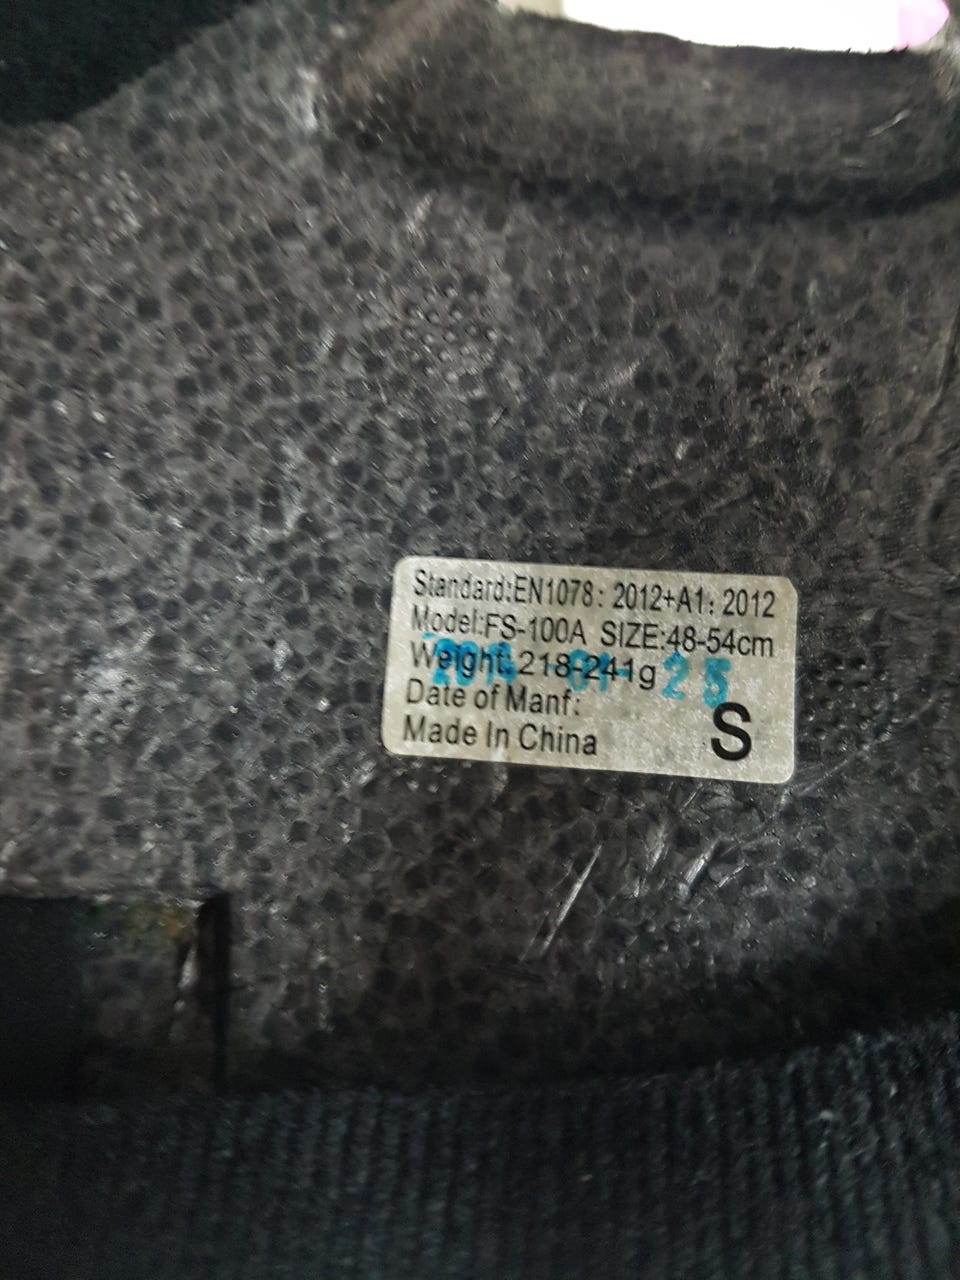 Standard:EN1078: 2012+A1: 2012
Model:FS-100A SIZE:48-54cm
Weight:218-241g
25
Date of Manf:
S
Made In China